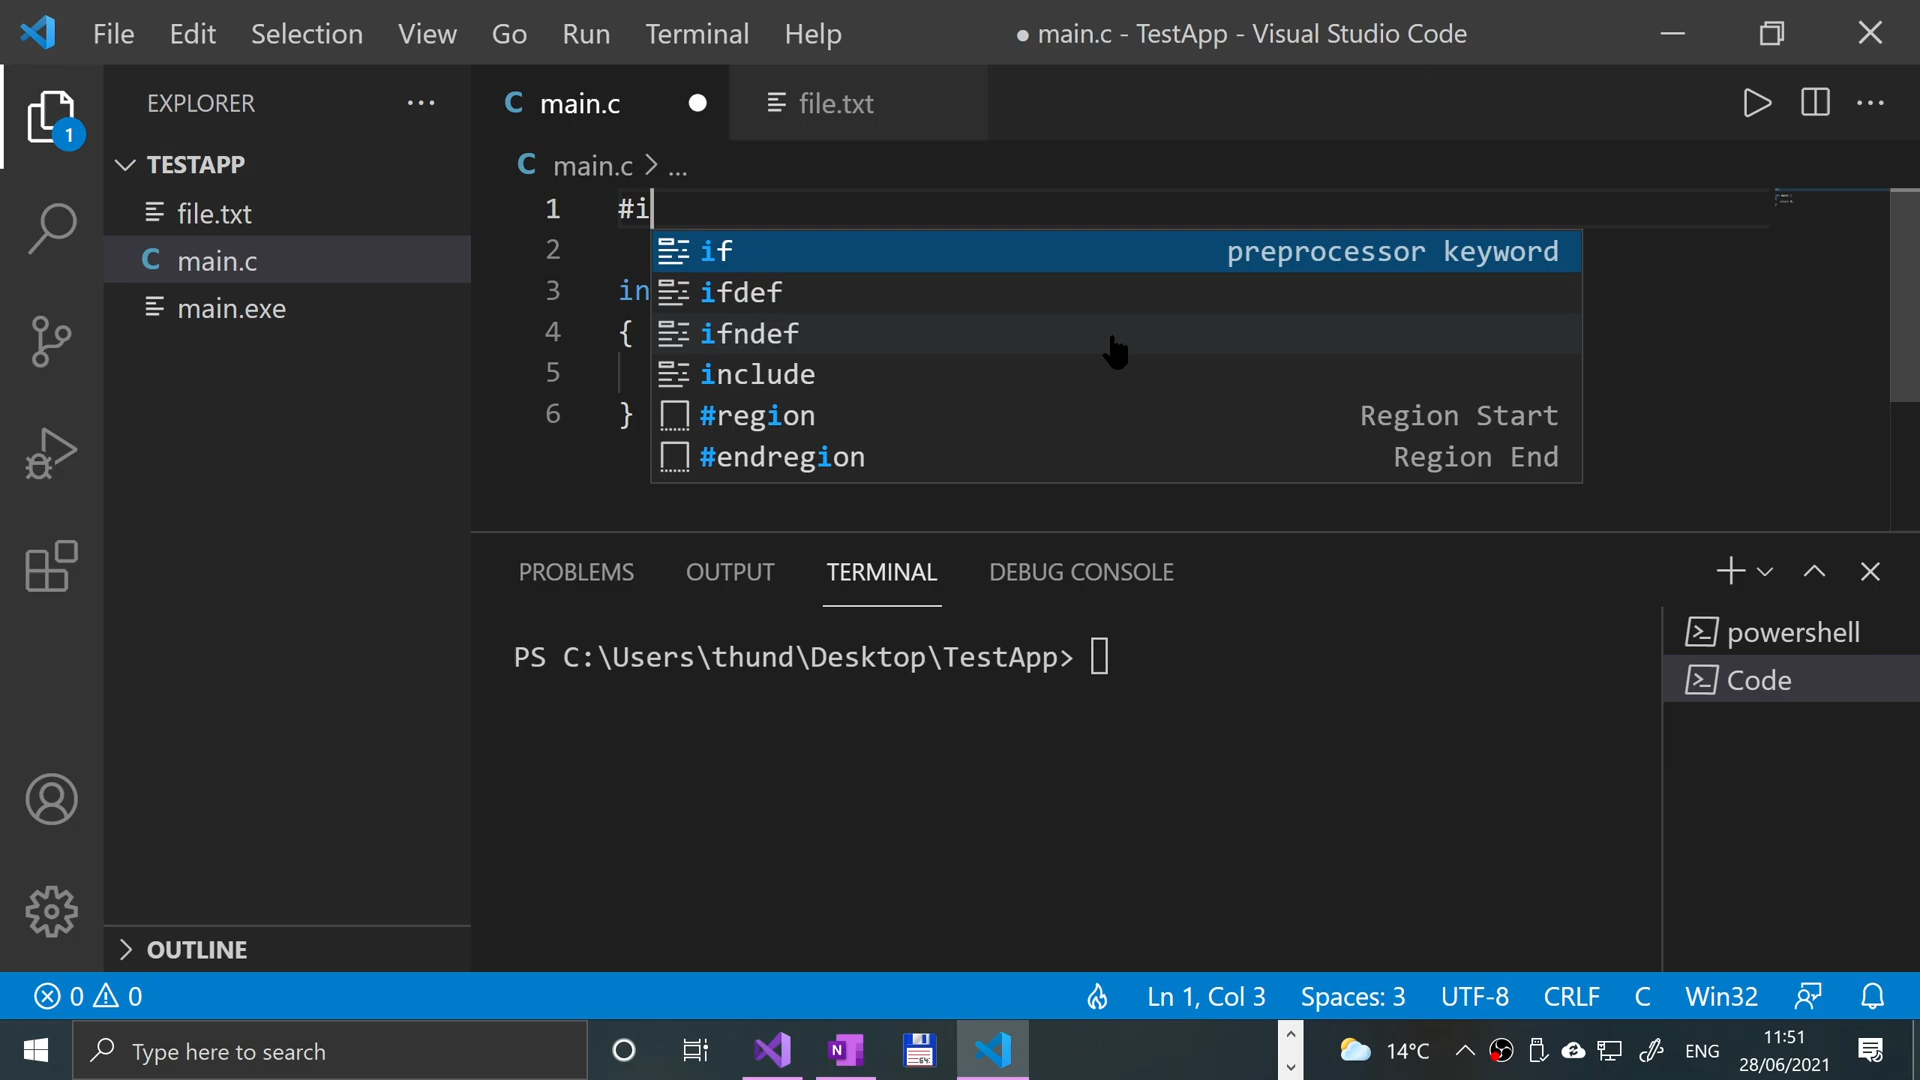 File Edit Selection View Go Run Terminal Help ● main.c - TestApp - Visual Studio Code
EXPLORER ...
C main.c ● file.txt
1
TESTAPP
C main.c > ...
file.txt
C main.c
main.exe
1 #i
2
3 in
4 {
5
6 }
if preprocessor keyword
ifdef
ifndef
include
#region Region Start
#endregion Region End
PROBLEMS OUTPUT TERMINAL DEBUG CONSOLE
PS C:\Users\thund\Desktop\TestApp>
powershell
Code
OUTLINE
0 0 Ln 1, Col 3 Spaces: 3 UTF-8 CRLF C Win32
Type here to search
N
64
14°C ENG 11:51
28/06/2021